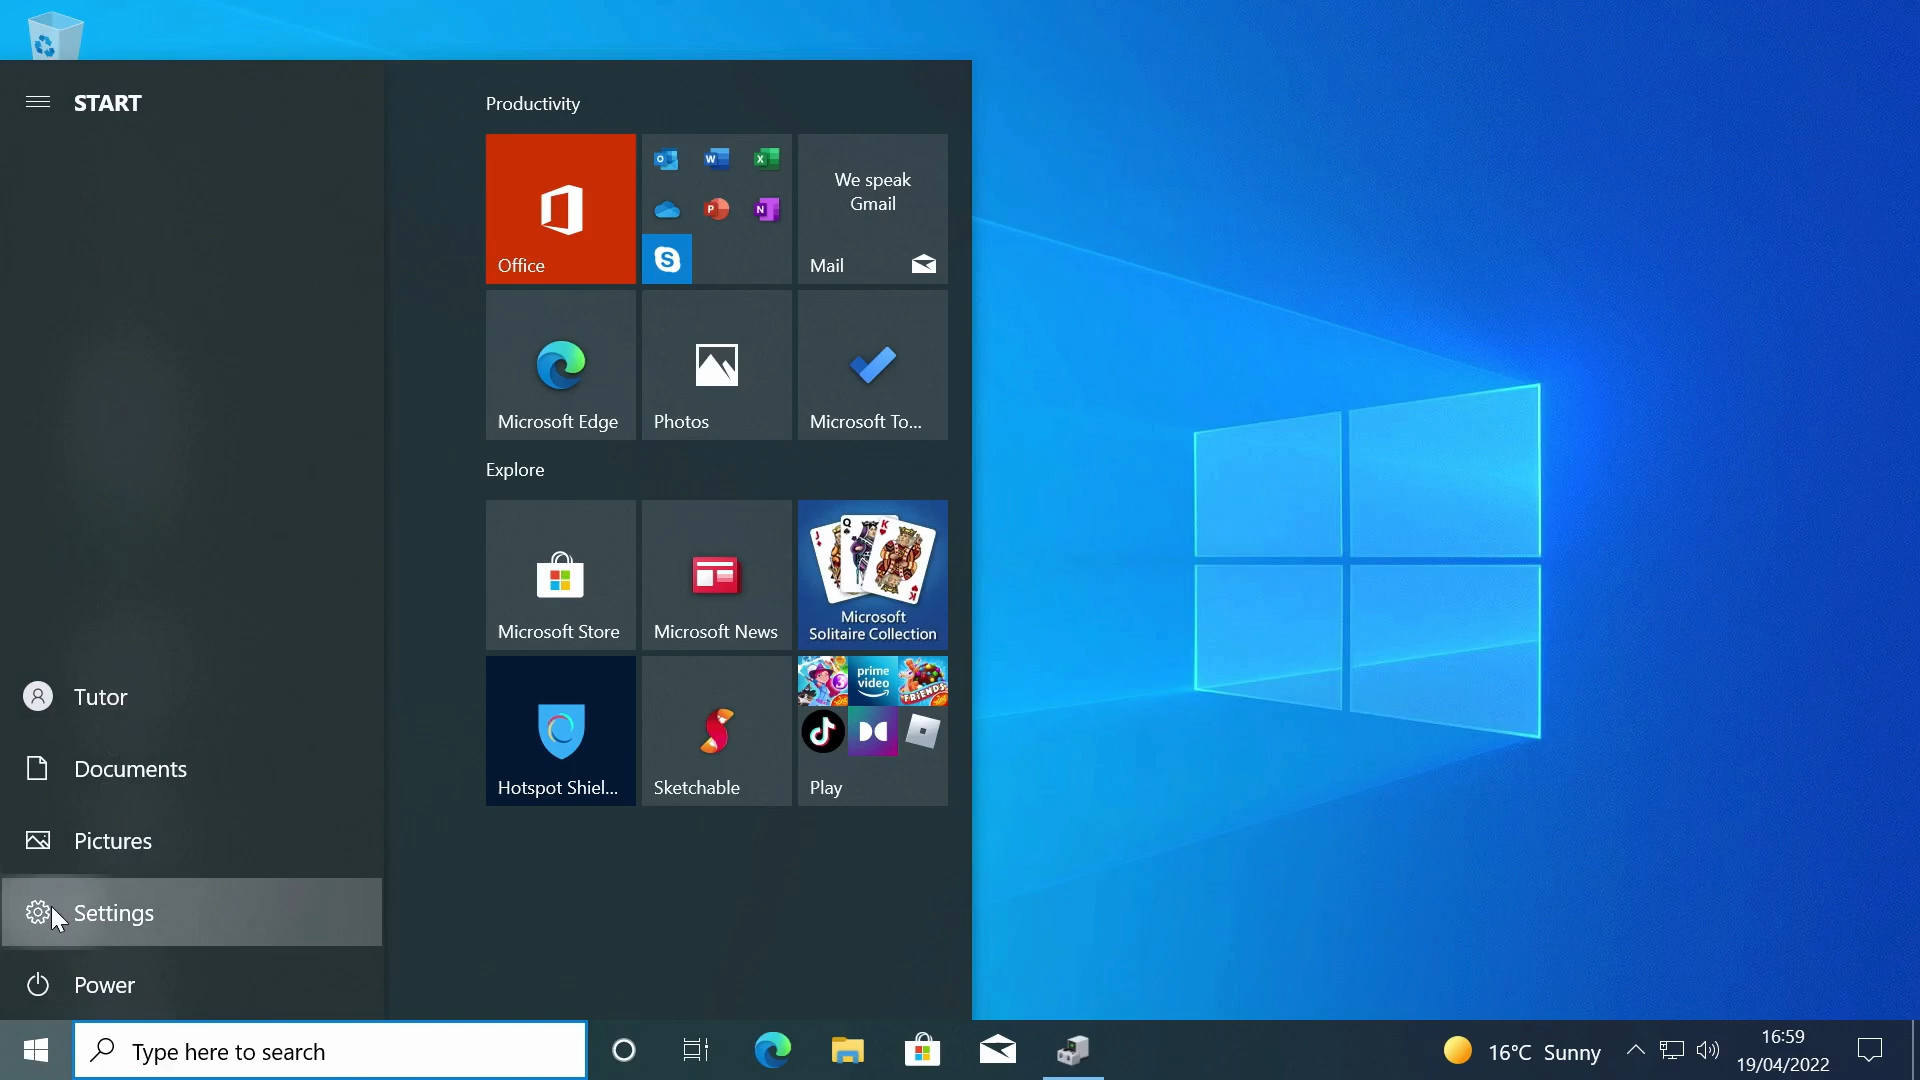 START
Productivity
Office
We speak
Gmail
Mail
Microsoft Edge
Photos
Microsoft To...
Explore
Microsoft Store
Microsoft News
Microsoft
Solitaire Collection
Hotspot Shiel...
Sketchable
prime
video
FRIENDS
Play
Tutor
Documents
Pictures
Settings
Power
Type here to search
16°C Sunny
16:59
19/04/2022